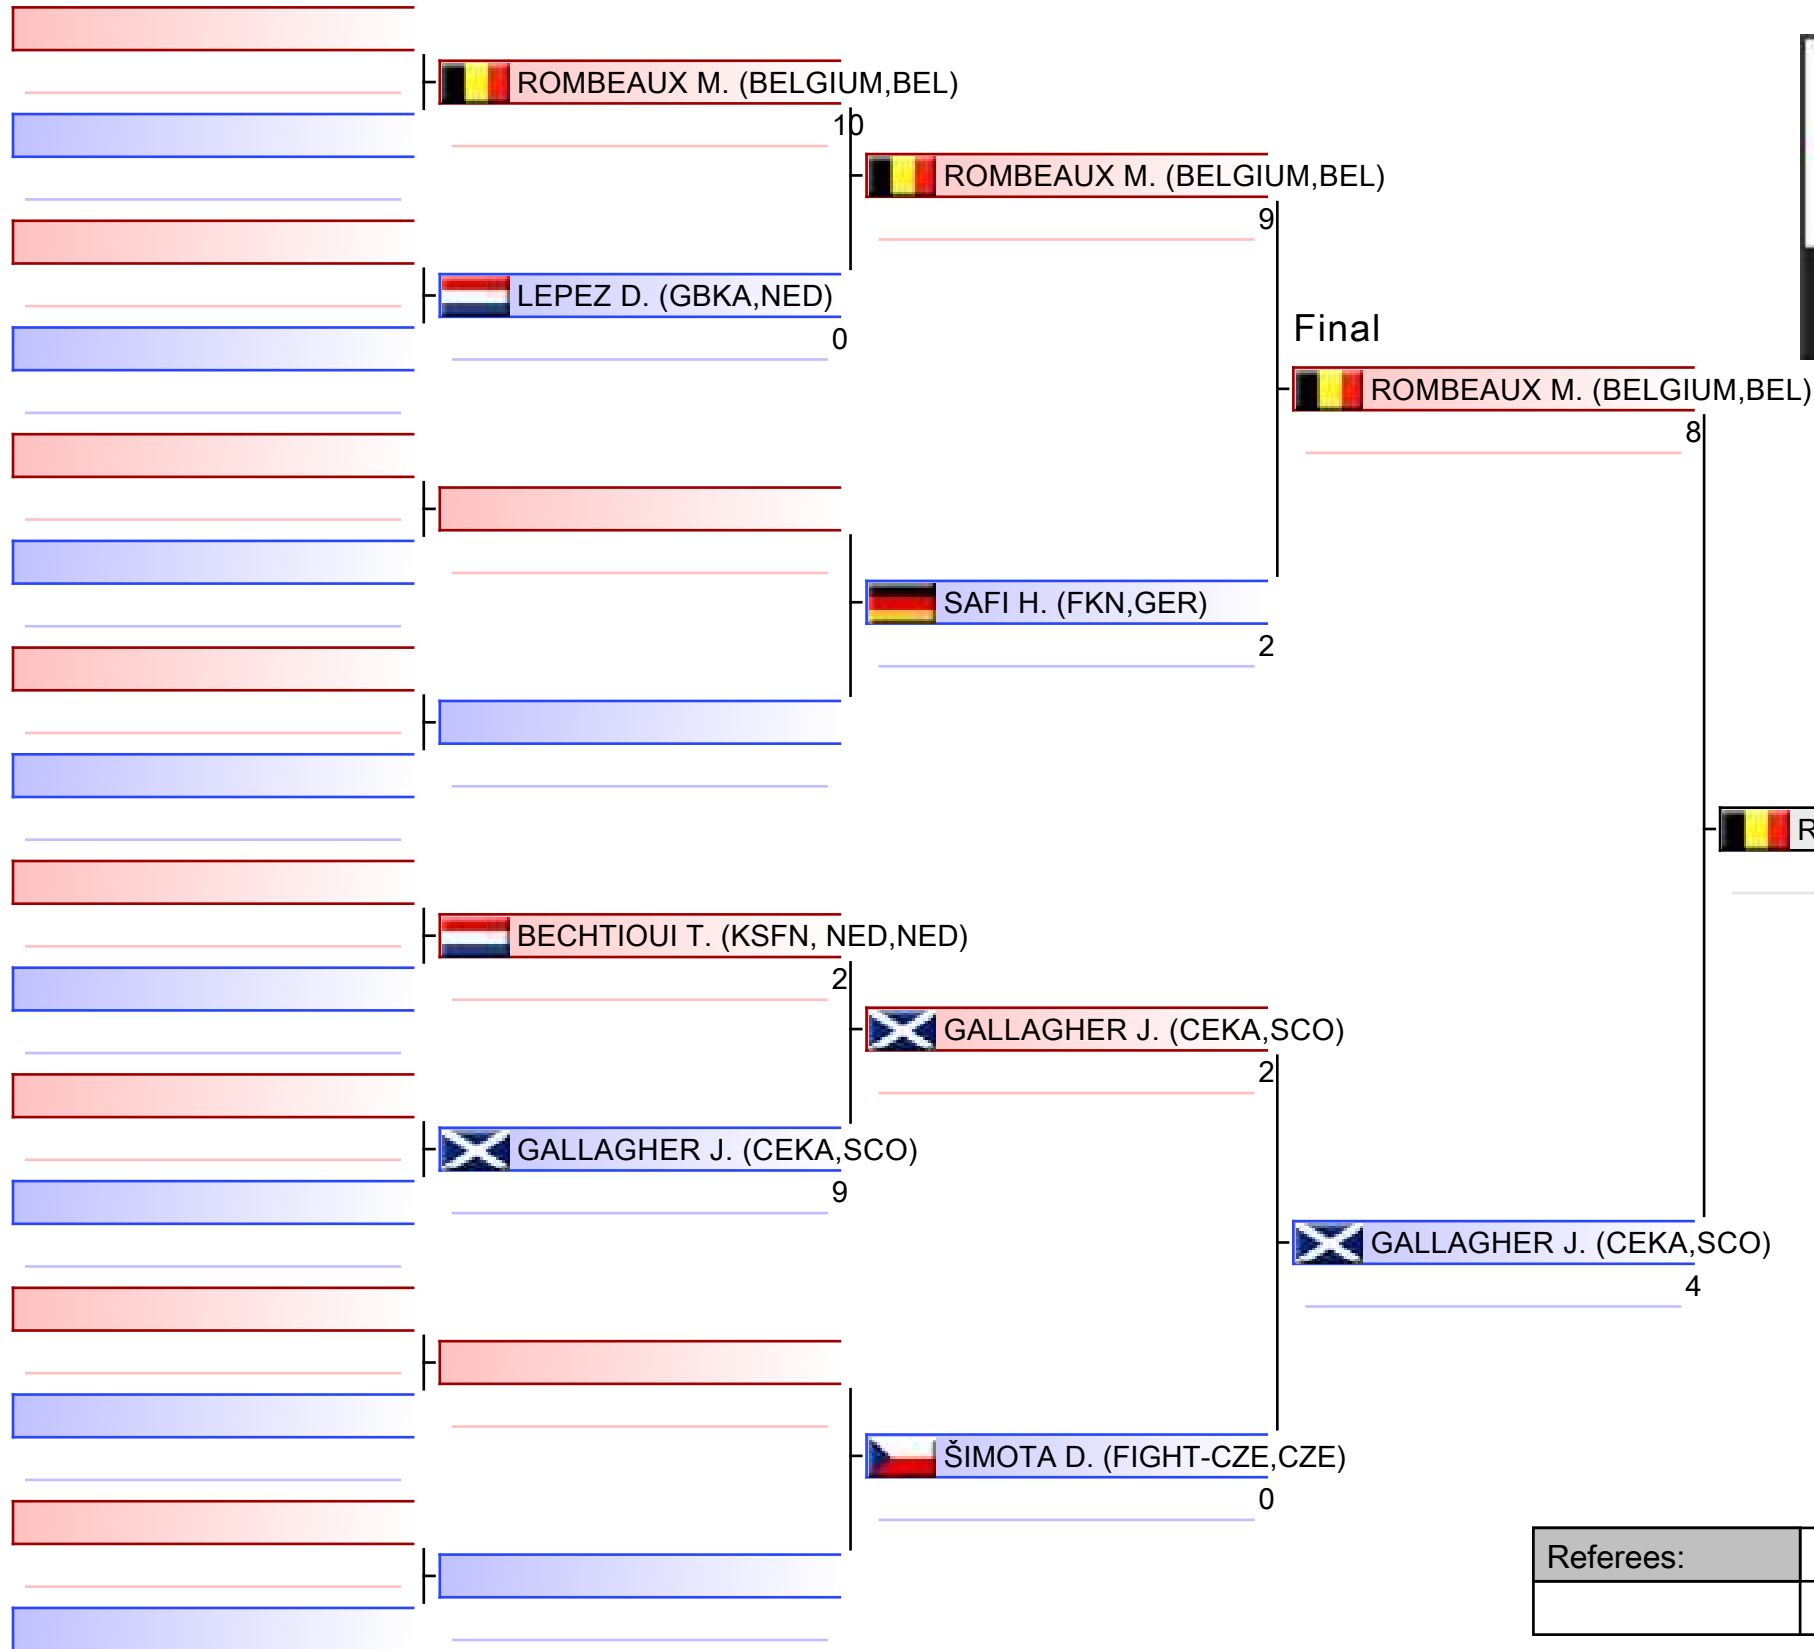 ROMBEAUX M. (BELGIUM,BEL)
10
ROMBEAUX M. (BELGIUM,BEL)
9
LEPEZ D. (GBKA,NED)
0
Final
ROMBEAUX M. (BELGIUM,BEL)
8
SAFI H. (FKN,GER)
2
R
BECHTIOUI T. (KSFN, NED,NED)
2
GALLAGHER J. (CEKA,SCO)
2
GALLAGHER J. (CEKA,SCO)
9
GALLAGHER J. (CEKA,SCO)
4
ŠIMOTA D. (FIGHT-CZE,CZE)
0
Referees: